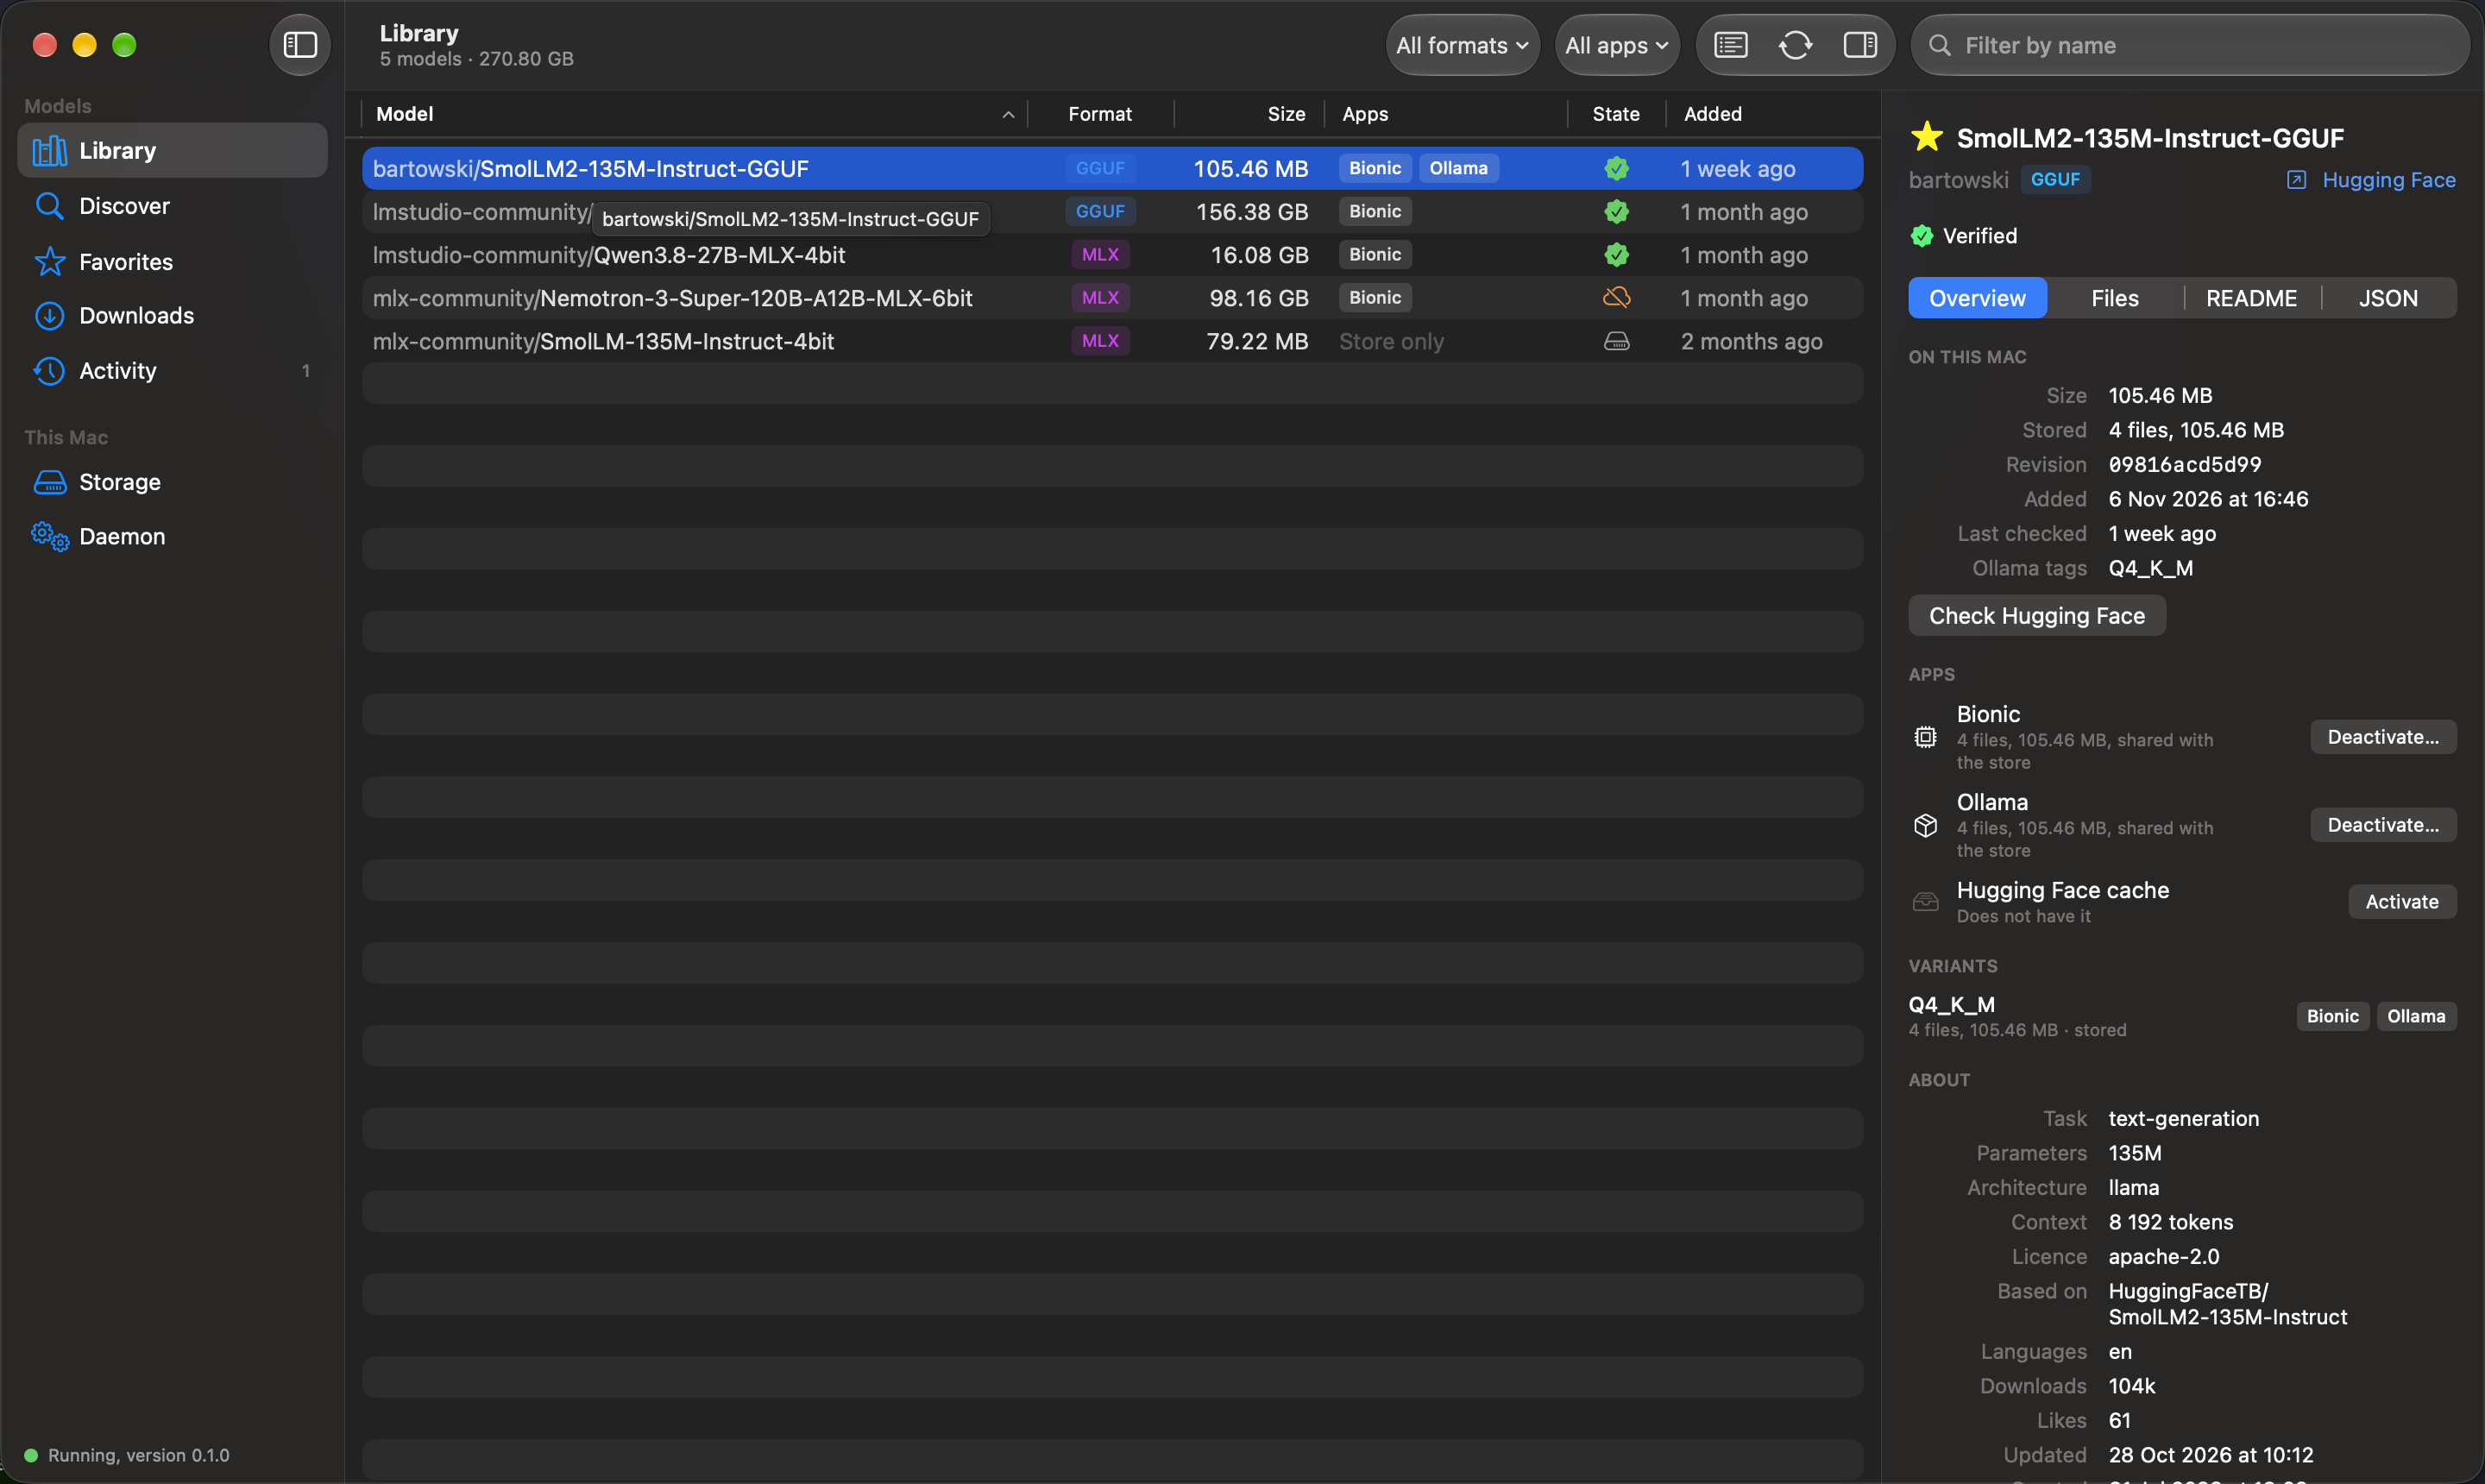 Library
5 models · 270.80 GB
All formats
All apps
Filter by name
Models
Library
Discover
Favorites
Downloads
Activity 1
This Mac
Storage
Daemon
Running, version 0.1.0
Model Format Size Apps State Added
bartowski/SmolLM2-135M-Instruct-GGUF GGUF 105.46 MB Bionic Ollama 1 week ago
lmstudio-community/ GGUF 156.38 GB Bionic 1 month ago
bartowski/SmolLM2-135M-Instruct-GGUF
lmstudio-community/Qwen3.8-27B-MLX-4bit MLX 16.08 GB Bionic 1 month ago
mlx-community/Nemotron-3-Super-120B-A12B-MLX-6bit MLX 98.16 GB Bionic 1 month ago
mlx-community/SmolLM-135M-Instruct-4bit MLX 79.22 MB Store only 2 months ago
SmolLM2-135M-Instruct-GGUF
bartowski GGUF Hugging Face
Verified
Overview Files README JSON
ON THIS MAC
Size 105.46 MB
Stored 4 files, 105.46 MB
Revision 09816acd5d99
Added 6 Nov 2026 at 16:46
Last checked 1 week ago
Ollama tags Q4_K_M
Check Hugging Face
APPS
Bionic
4 files, 105.46 MB, shared with
the store
Deactivate...
Ollama
4 files, 105.46 MB, shared with
the store
Deactivate...
Hugging Face cache
Does not have it
Activate
VARIANTS
Q4_K_M
4 files, 105.46 MB · stored
Bionic Ollama
ABOUT
Task text-generation
Parameters 135M
Architecture llama
Context 8 192 tokens
Licence apache-2.0
Based on HuggingFaceTB/
SmolLM2-135M-Instruct
Languages en
Downloads 104k
Likes 61
Updated 28 Oct 2026 at 10:12